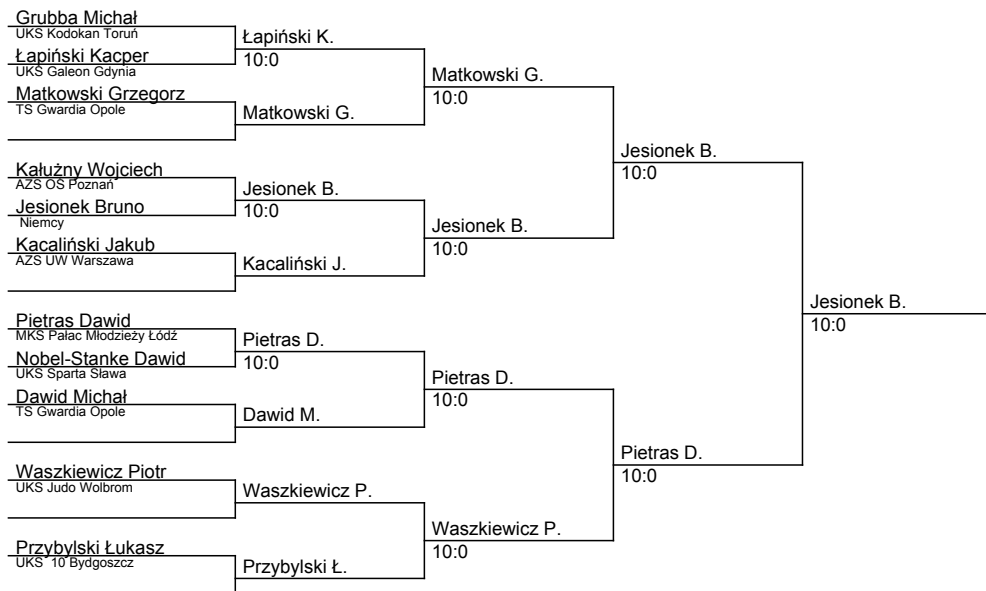 Grubba Michał
UKS Kodokan Toruń
Łapiński Kacper
UKS Galeon Gdynia
Matkowski Grzegorz
TS Gwardia Opole
Kałużny Wojciech
AZS OŚ Poznań
Jesionek Bruno
Niemcy
Kacaliński Jakub
AZS UW Warszawa
Pietras Dawid
MKS Pałac Młodzieży Łódź
Nobel-Stanke Dawid
UKS Sparta Sława
Dawid Michał
TS Gwardia Opole
Waszkiewicz Piotr
UKS Judo Wolbrom
Przybylski Łukasz
UKS 10 Bydgoszcz
Łapiński K.
10:0
Matkowski G.
Jesionek B.
10:0
Kacaliński J.
Pietras D.
10:0
Dawid M.
Waszkiewicz P.
Przybylski Ł.
Matkowski G.
10:0
Jesionek B.
10:0
Pietras D.
10:0
Waszkiewicz P.
10:0
Jesionek B.
10:0
Pietras D.
10:0
Jesionek B.
10:0